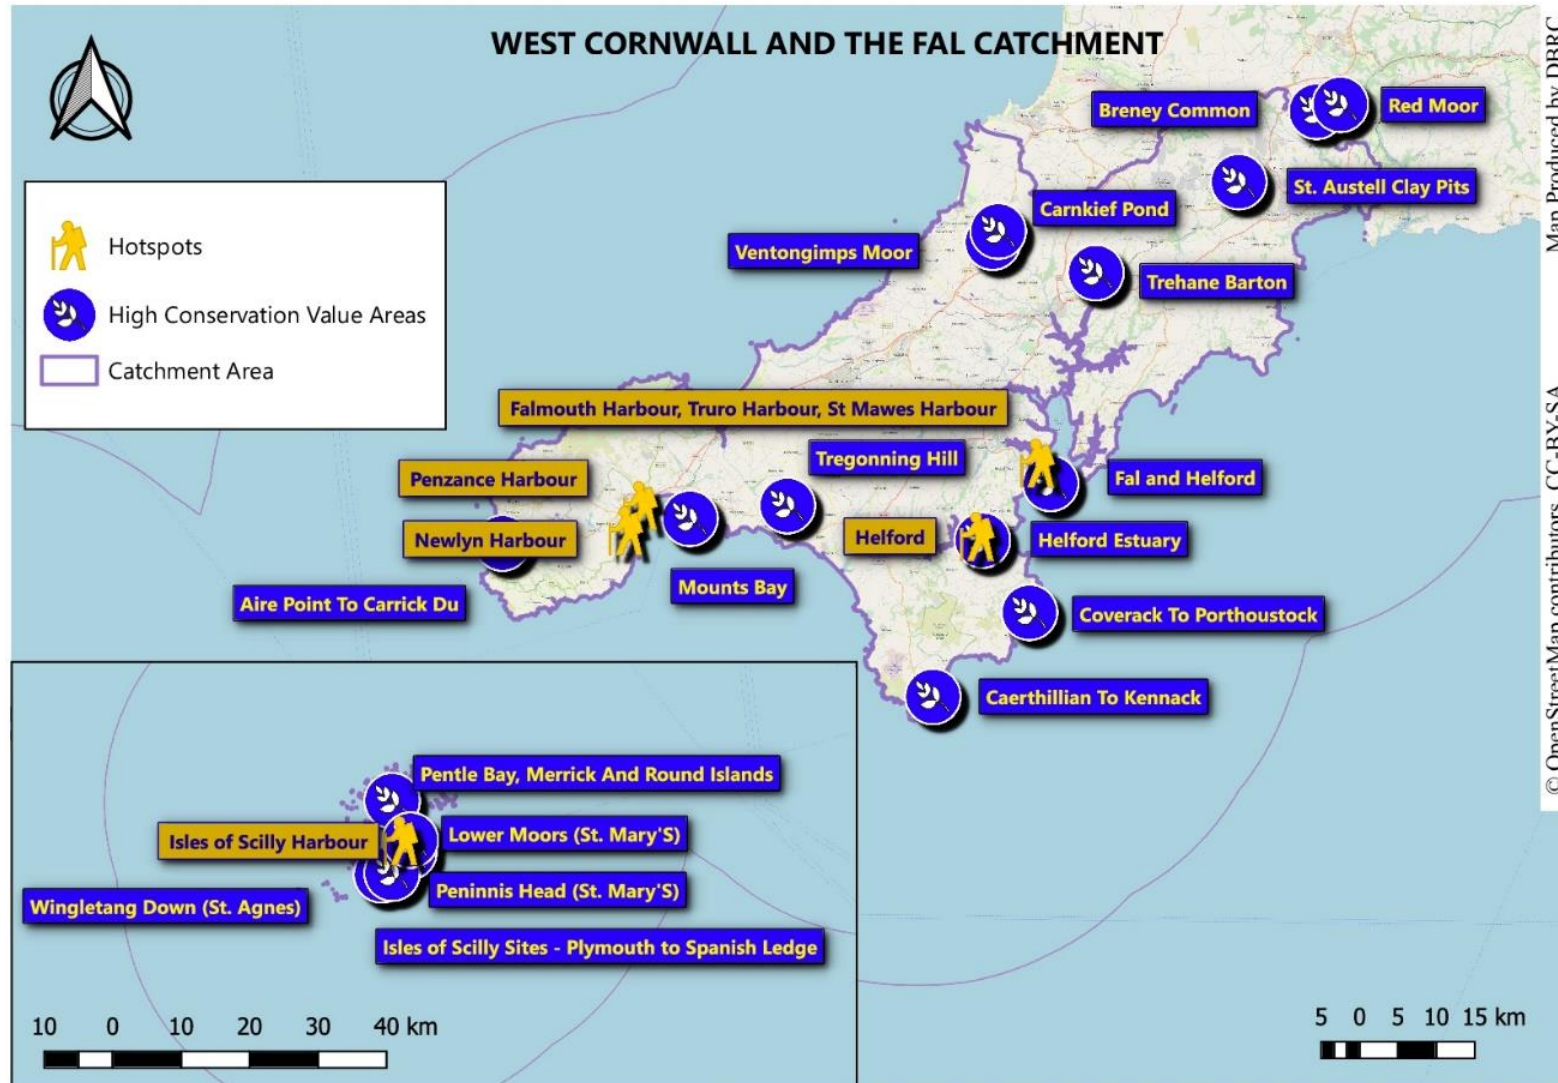 WEST CORNWALL AND THE FAL CATCHMENT
Map Produced by DBRC
© OpenStreetMap contributors, CC-BY-SA
Hotspots
High Conservation Value Areas
Catchment Area
Breney Common
Red Moor
St. Austell Clay Pits
Carnkief Pond
Ventongimps Moor
Trehane Barton
Falmouth Harbour, Truro Harbour, St Mawes Harbour
Tregonning Hill
Penzance Harbour
Fal and Helford
Newlyn Harbour
Helford
Helford Estuary
Mounts Bay
Aire Point To Carrick Du
Coverack To Porthoustock
Caerthillian To Kennack
Pentle Bay, Merrick And Round Islands
Isles of Scilly Harbour
Lower Moors (St. Mary'S)
Peninnis Head (St. Mary'S)
Wingletang Down (St. Agnes)
Isles of Scilly Sites - Plymouth to Spanish Ledge
10 0 10 20 30 40 km
5 0 5 10 15 km